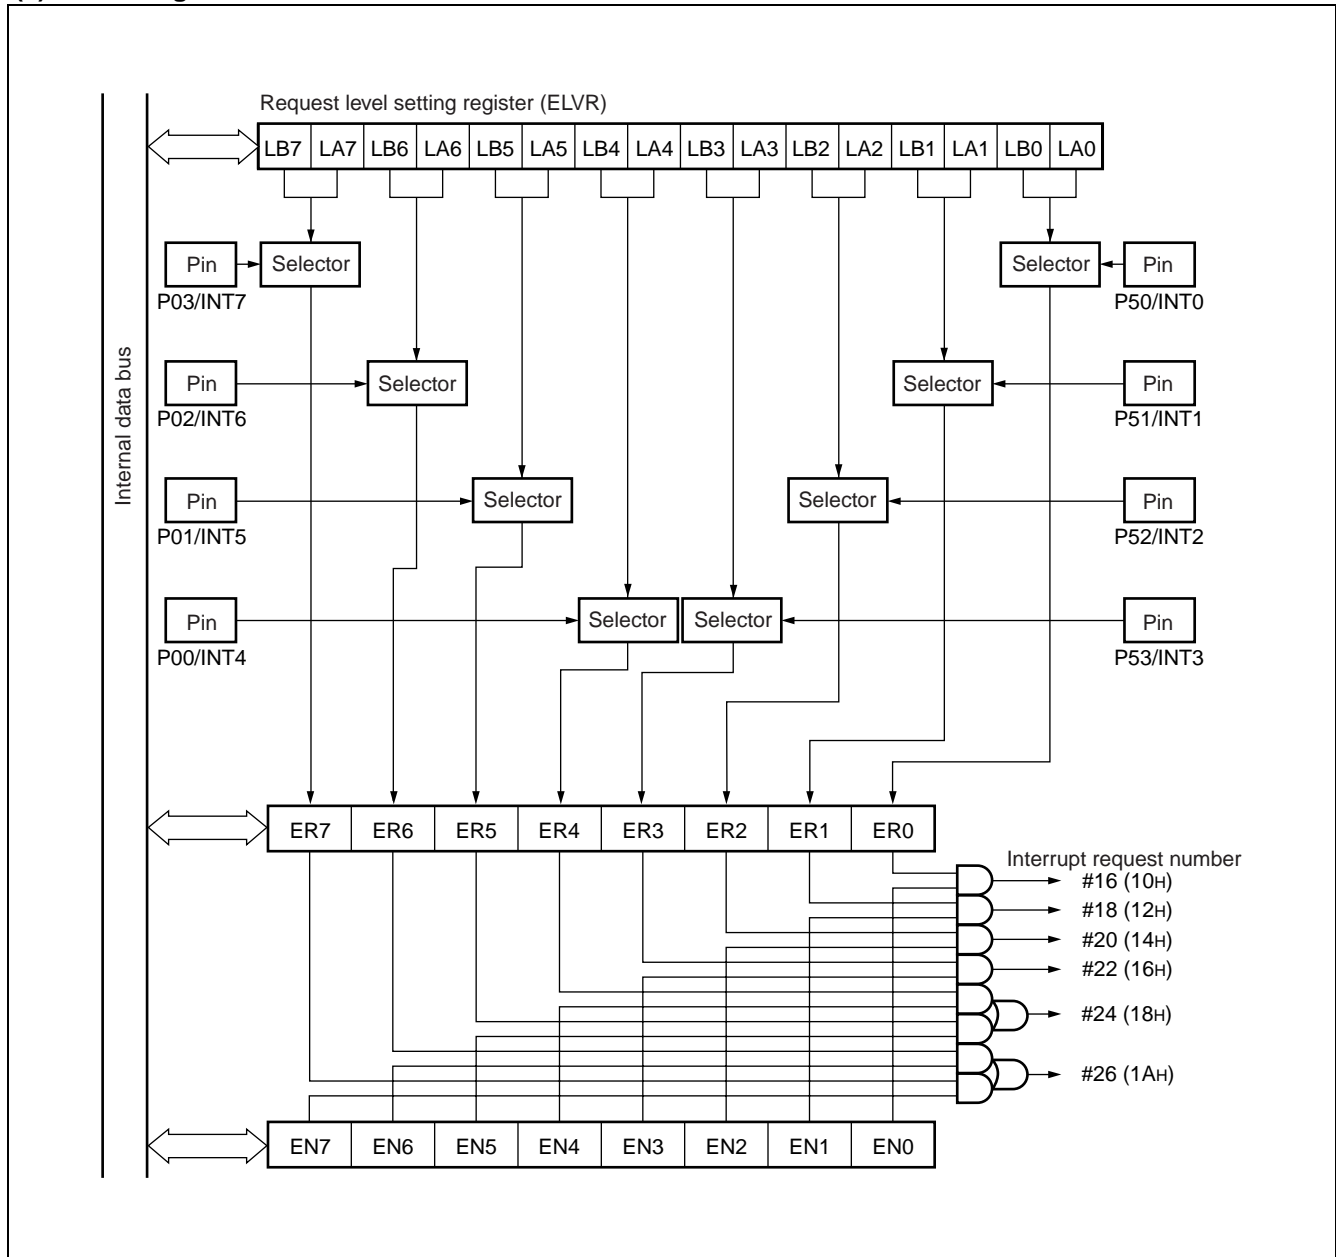 Request level setting register (ELVR)
LB7 LA7 LB6 LA6 LB5 LA5 LB4 LA4 LB3 LA3 LB2 LA2 LB1 LA1 LB0 LA0
Internal data bus
Pin Selector Selector Pin
P03/INT7 P50/INT0
Pin Selector Selector Pin
P02/INT6 P51/INT1
Pin Selector Selector Pin
P01/INT5 P52/INT2
Pin Selector Selector Pin
P00/INT4 P53/INT3
ER7 ER6 ER5 ER4 ER3 ER2 ER1 ER0
Interrupt request number
#16 (10H)
#18 (12H)
#20 (14H)
#22 (16H)
#24 (18H)
#26 (1AH)
EN7 EN6 EN5 EN4 EN3 EN2 EN1 EN0